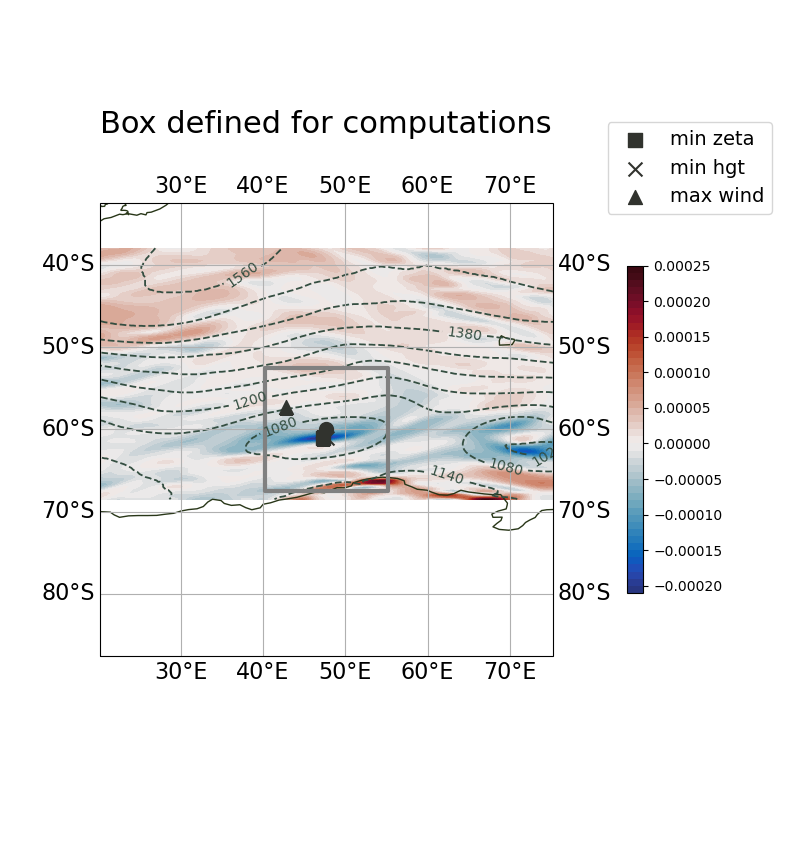 Box defined for computations
min zeta
min hgt
max wind
30°E 40°E 50°E 60°E 70°E
40°S 40°S
50°S 50°S
60°S 60°S
70°S 70°S
80°S 80°S
30°E 40°E 50°E 60°E 70°E
1560
1380
1200
1080
1140
1080
102
0.00025
0.00020
0.00015
0.00010
0.00005
0.00000
−0.00005
−0.00010
−0.00015
−0.00020